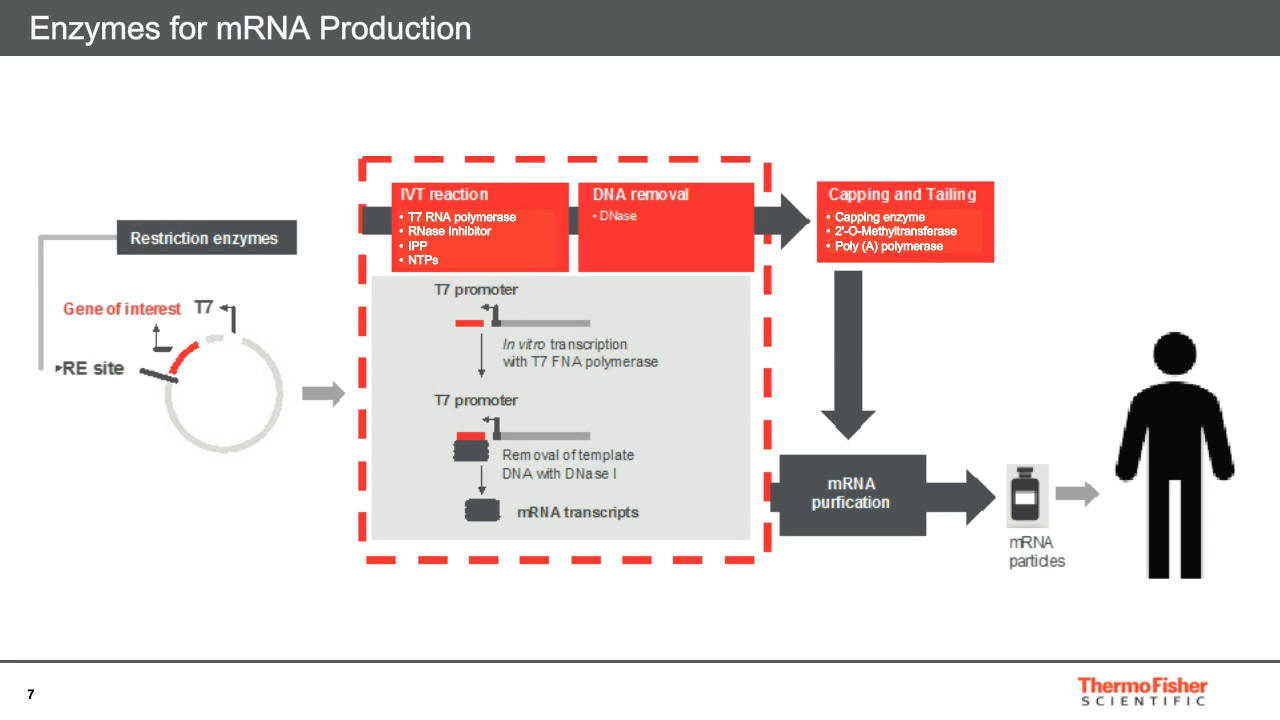 Enzymes for mRNA Production
Restriction enzymes
Gene of interest
T7
RE site
IVT reaction
• T7 RNA polymerase
• RNase Inhibitor
• IPP
• NTPs
DNA removal
• DNase
T7 promoter
In vitro transcription
with T7 FNA polymerase
T7 promoter
Removal of template
DNA with DNase I
mRNA transcripts
Capping and Tailing
• Capping enzyme
• 2'-O-Methyltransferase
• Poly (A) polymerase
mRNA
purfication
mRNA
particles
7
ThermoFisher
SCIENTIFIC